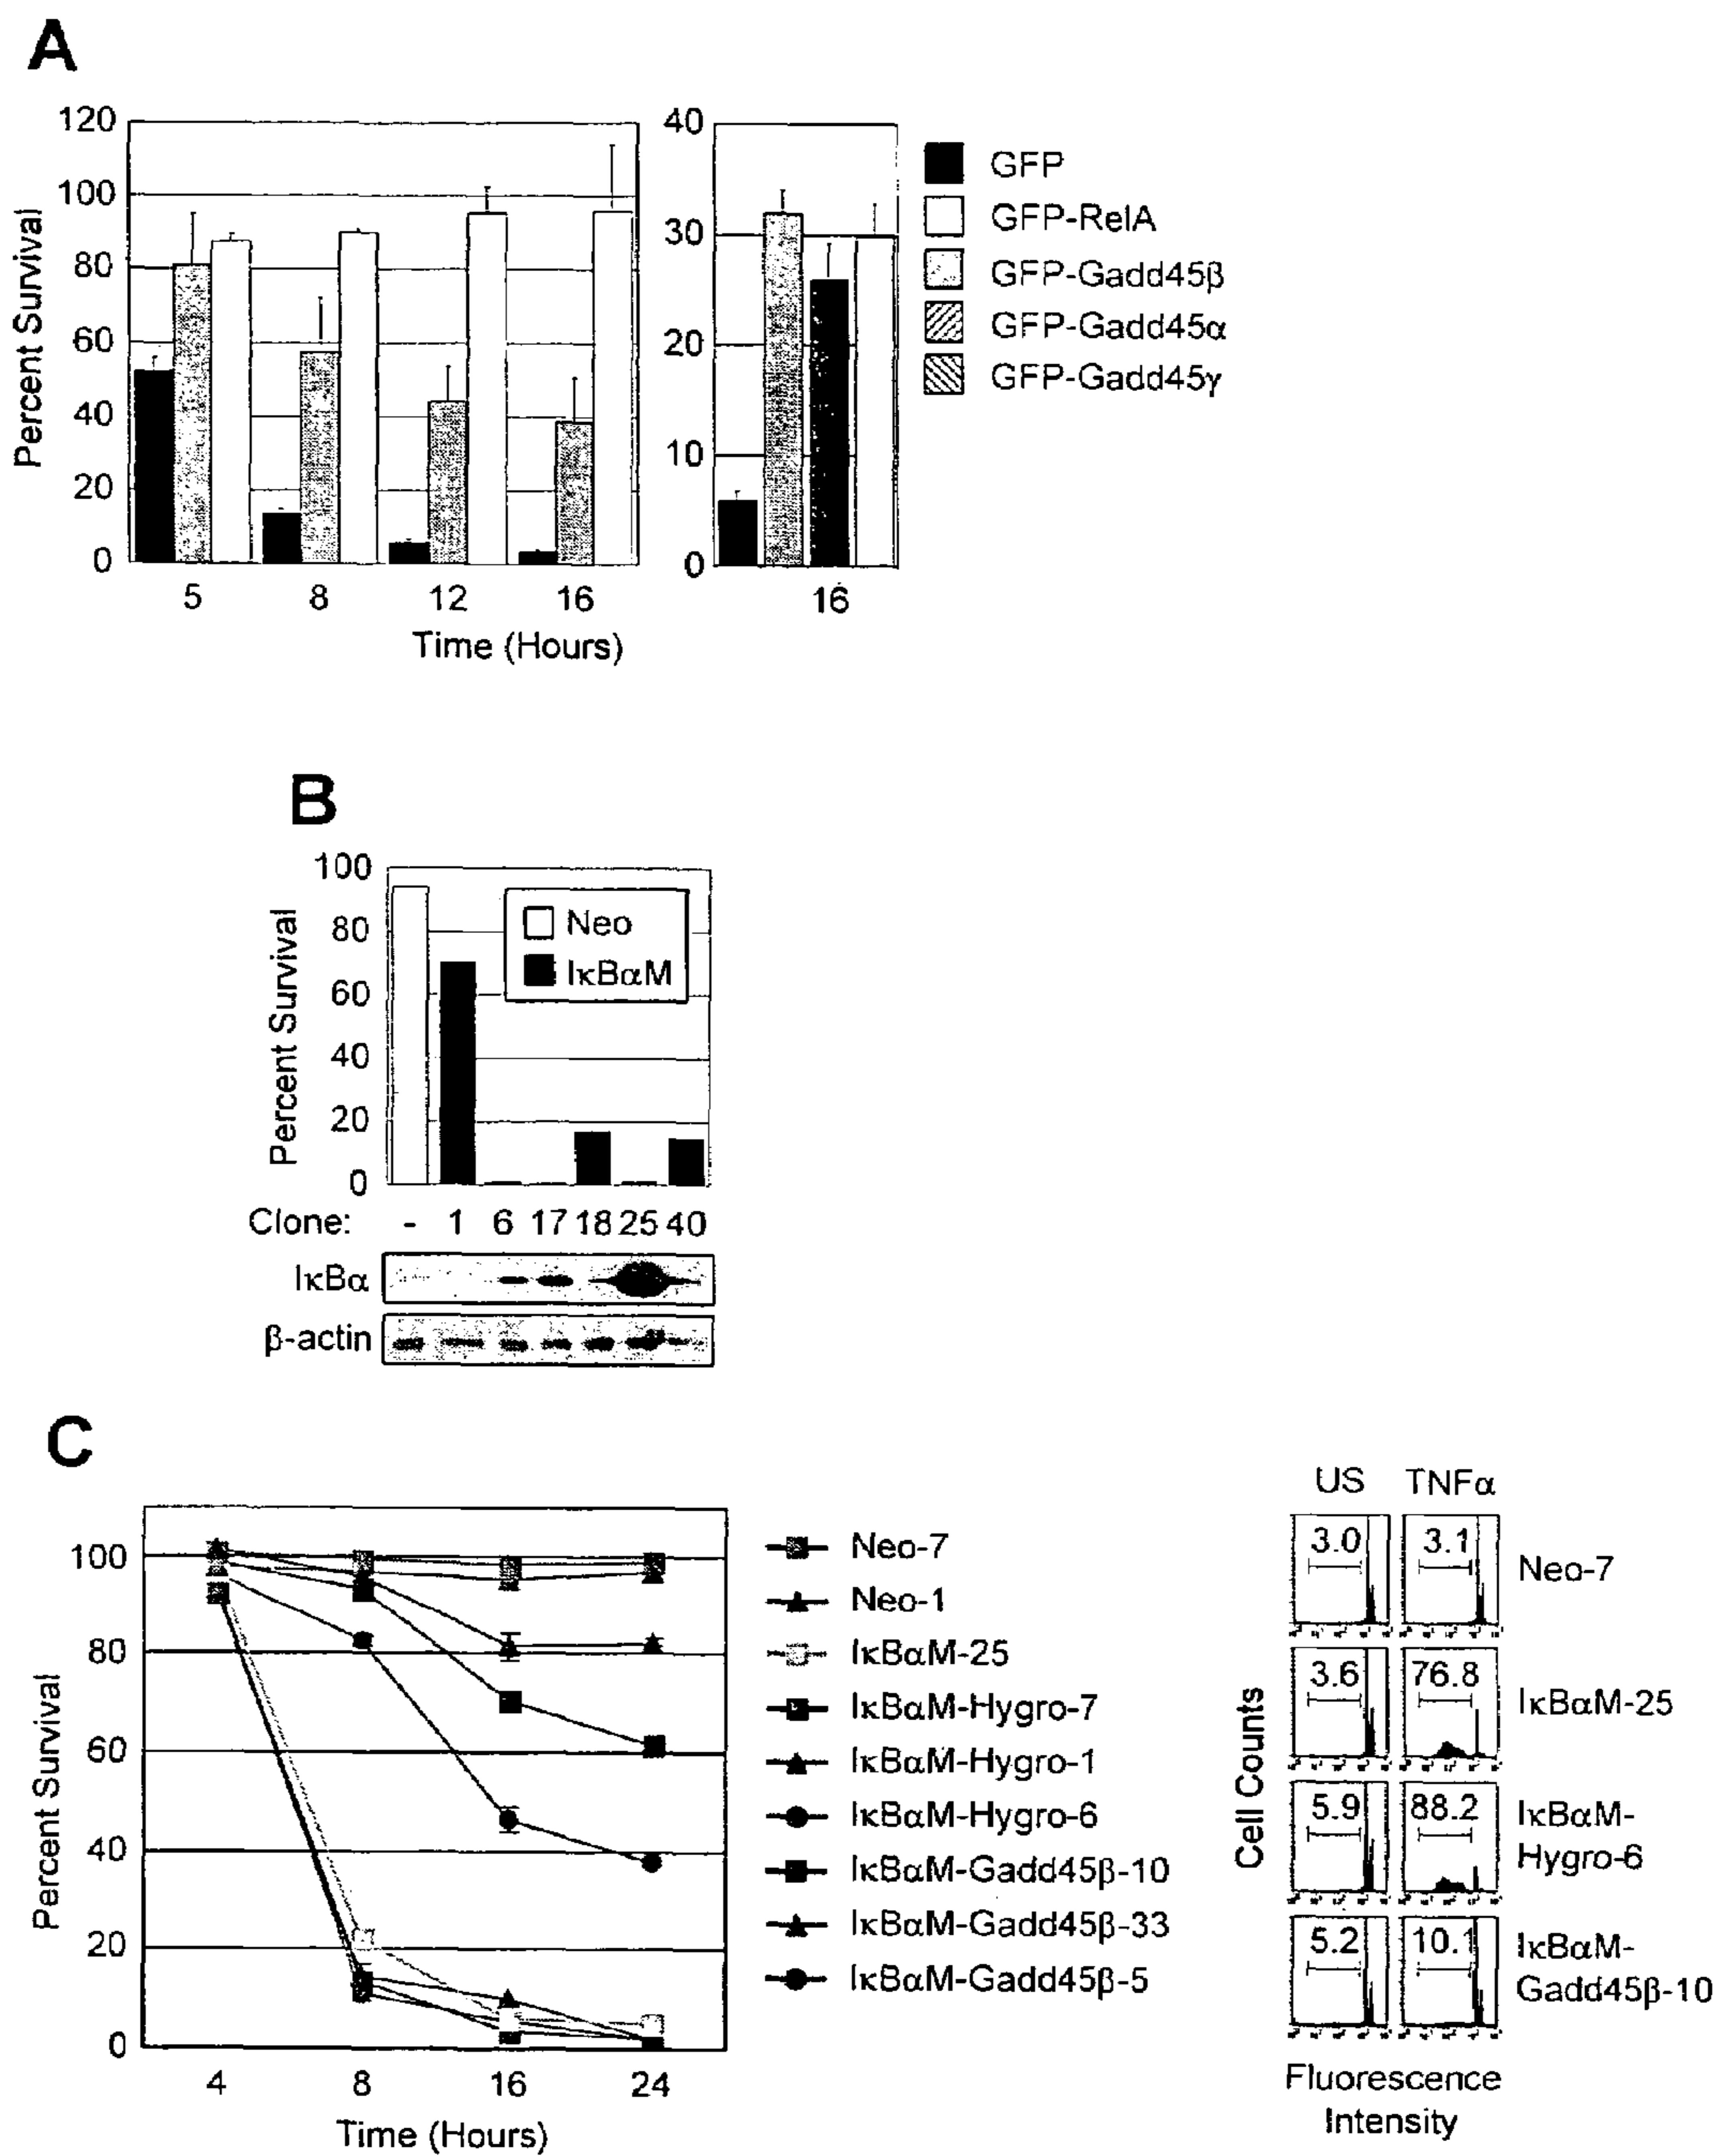 A
120
100
80
60
40
20
0
Percent Survival
5 8 12 16
Time (Hours)
40
30
20
10
0
16
GFP
GFP-RelA
GFP-Gadd45β
GFP-Gadd45α
GFP-Gadd45γ
B
100
80
60
40
20
0
Percent Survival
Neo
IκBαM
Clone: - 1 6 17 18 25 40
IκBα
β-actin
C
100
80
60
40
20
0
Percent Survival
4 8 16 24
Time (Hours)
Neo-7
Neo-1
IκBαM-25
IκBαM-Hygro-7
IκBαM-Hygro-1
IκBαM-Hygro-6
IκBαM-Gadd45β-10
IκBαM-Gadd45β-33
IκBαM-Gadd45β-5
US TNFα
3.0 3.1 Neo-7
3.6 76.8 IκBαM-25
5.9 88.2 IκBαM-
Hygro-6
5.2 10.1 IκBαM-
Gadd45β-10
Cell Counts
Fluorescence
Intensity